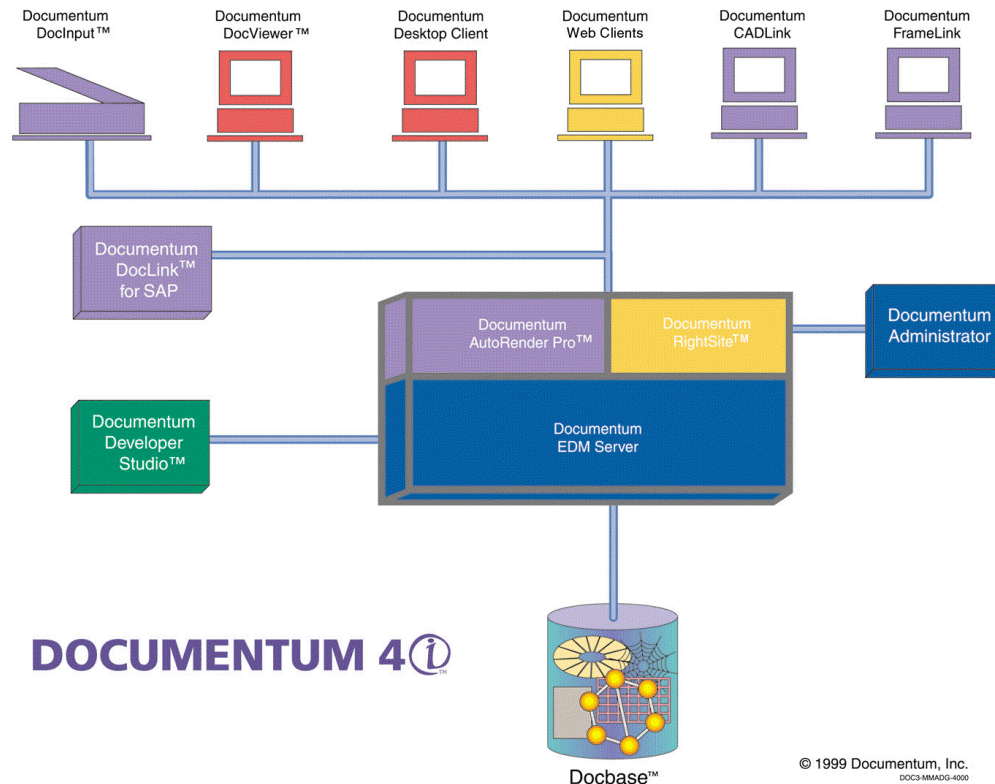 Documentum
DocInput™
Documentum
DocViewer™
Documentum
Desktop Client
Documentum
Web Clients
Documentum
CADLink
Documentum
FrameLink
Documentum
DocLink™
for SAP
Documentum
AutoRender Pro™
Documentum
RightSite™
Documentum
Administrator
Documentum
Developer
Studio™
Documentum
EDM Server
DOCUMENTUM 4i™
Docbase™
© 1999 Documentum, Inc.
DOC3-MMADG-4000